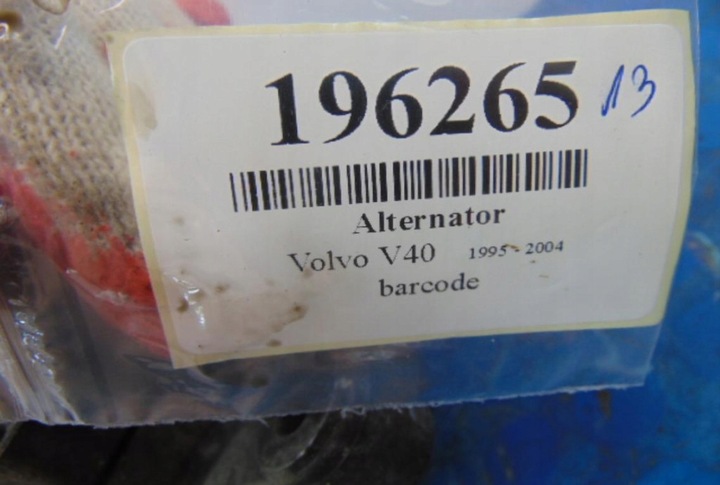 196265 13
Alternator
Volvo V40 1995 - 2004
barcode